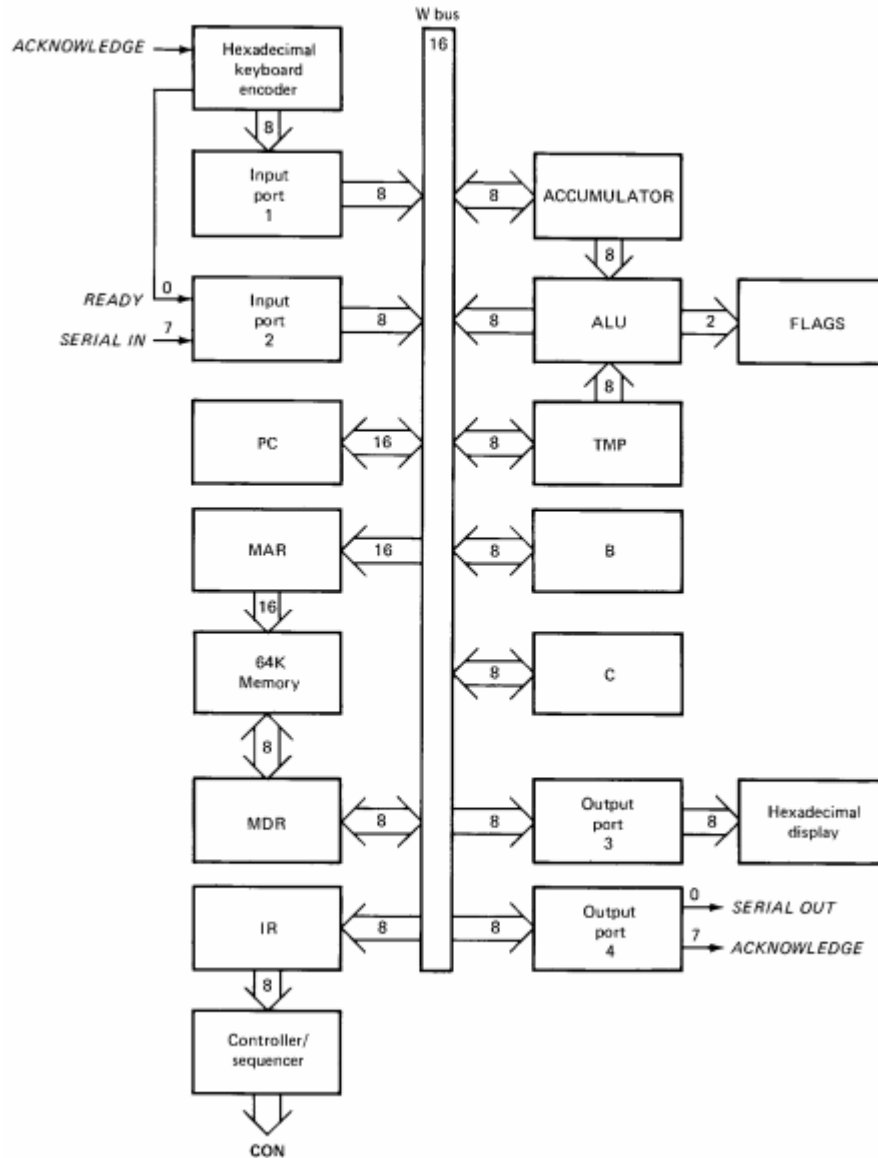 W bus
16
ACKNOWLEDGE
Hexadecimal
keyboard
encoder
8
Input
port
1
8
8
ACCUMULATOR
8
0
READY
7
SERIAL IN
Input
port
2
8
8
ALU
2
FLAGS
8
PC
16
8
TMP
MAR
16
8
B
16
64K
Memory
8
C
8
MDR
8
8
Output
port
3
8
Hexadecimal
display
IR
8
8
Output
port
4
0
SERIAL OUT
7
ACKNOWLEDGE
8
Controller/
sequencer
CON